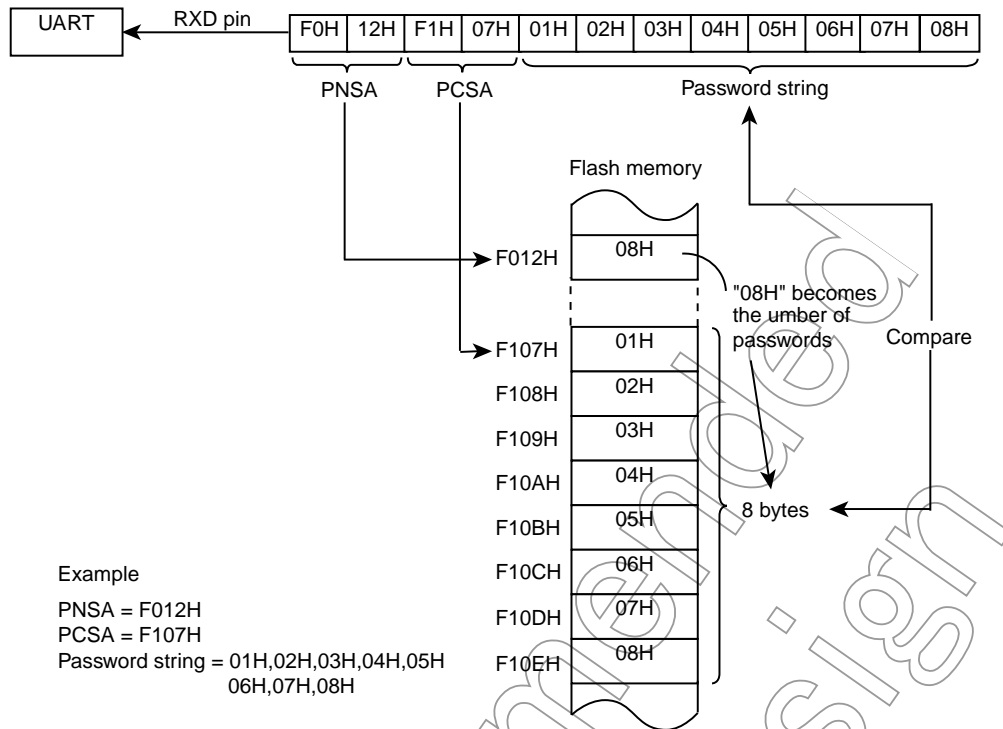 UART
RXD pin
F0H 12H F1H 07H 01H 02H 03H 04H 05H 06H 07H 08H
PNSA PCSA Password string
Flash memory
F012H 08H
"08H" becomes
the umber of
passwords
Compare
F107H 01H
F108H 02H
F109H 03H
F10AH 04H
F10BH 05H
8 bytes
F10CH 06H
F10DH 07H
F10EH 08H
Example
PNSA = F012H
PCSA = F107H
Password string = 01H,02H,03H,04H,05H
06H,07H,08H
mended
sign